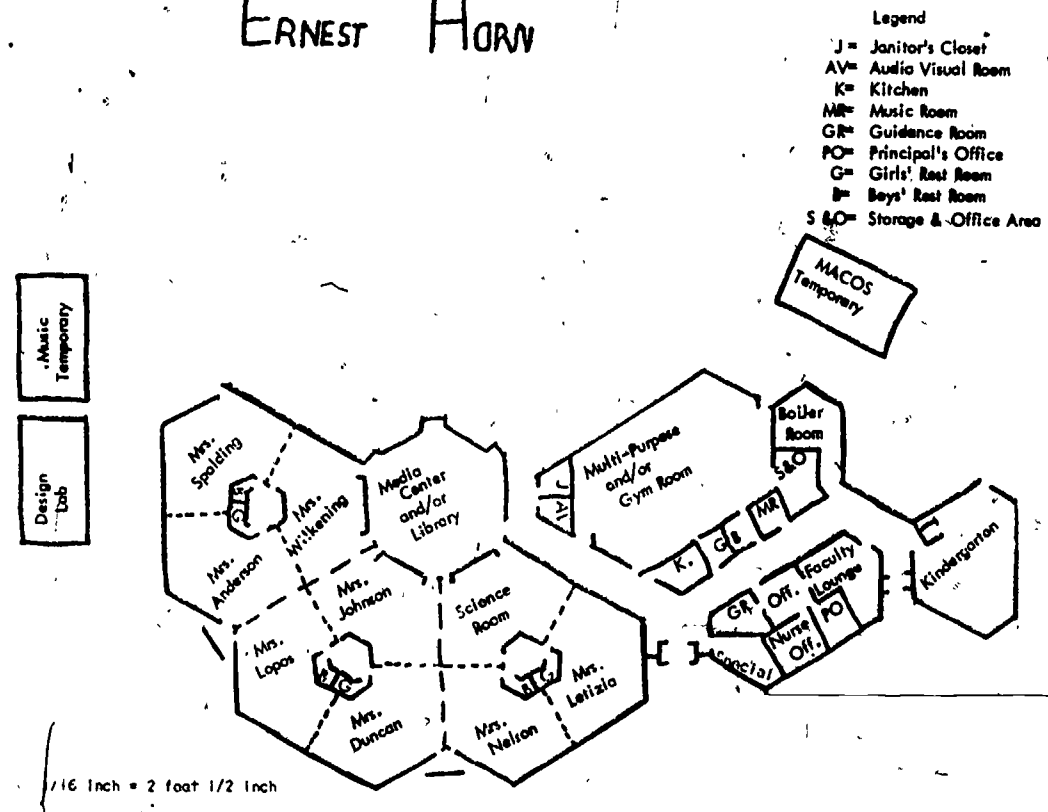 ERNEST HORN
Legend
J = Janitor's Closet
AV= Audio Visual Room
K= Kitchen
MR= Music Room
GR= Guidance Room
PO= Principal's Office
G= Girls' Rest Room
B= Boys' Rest Room
S &O= Storage & Office Area
MACOS
Temporary
Music
Temporary
Design
Lab
Mrs.
Spalding
B
G
Mrs.
Wilkening
Mrs.
Anderson
Media
Center
and/or
Library
J
AV
Multi-Purpose
and/or
Gym Room
Boiler
Room
S&O
MR
G
B
K.
Kindergarten
Faculty
Lounge
Off.
GR
PO
Nurse
Off.
Special
Mrs.
Johnson
Science
Room
Mrs.
Lopos
B
G
Mrs.
Duncan
B
G
Mrs.
Letizia
Mrs.
Nelson
1/16 Inch = 2 foot 1/2 inch